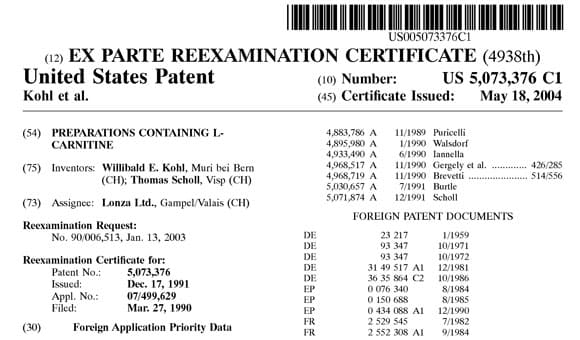 US005073376C1
(12) EX PARTE REEXAMINATION CERTIFICATE (4938th)
United States Patent
Kohl et al.
(10) Number: US 5,073,376 C1
(45) Certificate Issued: May 18, 2004
(54) PREPARATIONS CONTAINING L-
CARNITINE
(75) Inventors: Willibald E. Kohl, Muri bei Bern
(CH); Thomas Scholl, Visp (CH)
(73) Assignee: Lonza Ltd., Gampel/Valais (CH)
Reexamination Request:
No. 90/006,513, Jan. 13, 2003
Reexamination Certificate for:
Patent No.: 5,073,376
Issued: Dec. 17, 1991
Appl. No.: 07/499,629
Filed: Mar. 27, 1990
(30) Foreign Application Priority Data
4,883,786 A 11/1989 Puricelli
4,895,980 A 1/1990 Walsdorf
4,933,490 A 6/1990 Iannella
4,968,517 A 11/1990 Gergely et al. ............. 426/285
4,968,719 A 11/1990 Brevetti ..................... 514/556
5,030,657 A 7/1991 Burtle
5,071,874 A 12/1991 Scholl
FOREIGN PATENT DOCUMENTS
DE 23 217 1/1959
DE 93 347 10/1971
DE 93 347 10/1972
DE 31 49 517 A1 12/1981
DE 36 35 864 C2 10/1986
EP 0 076 340 8/1984
EP 0 150 688 8/1985
EP 0 434 088 A1 12/1990
FR 2 529 545 7/1982
FR 2 552 308 A1 9/1984